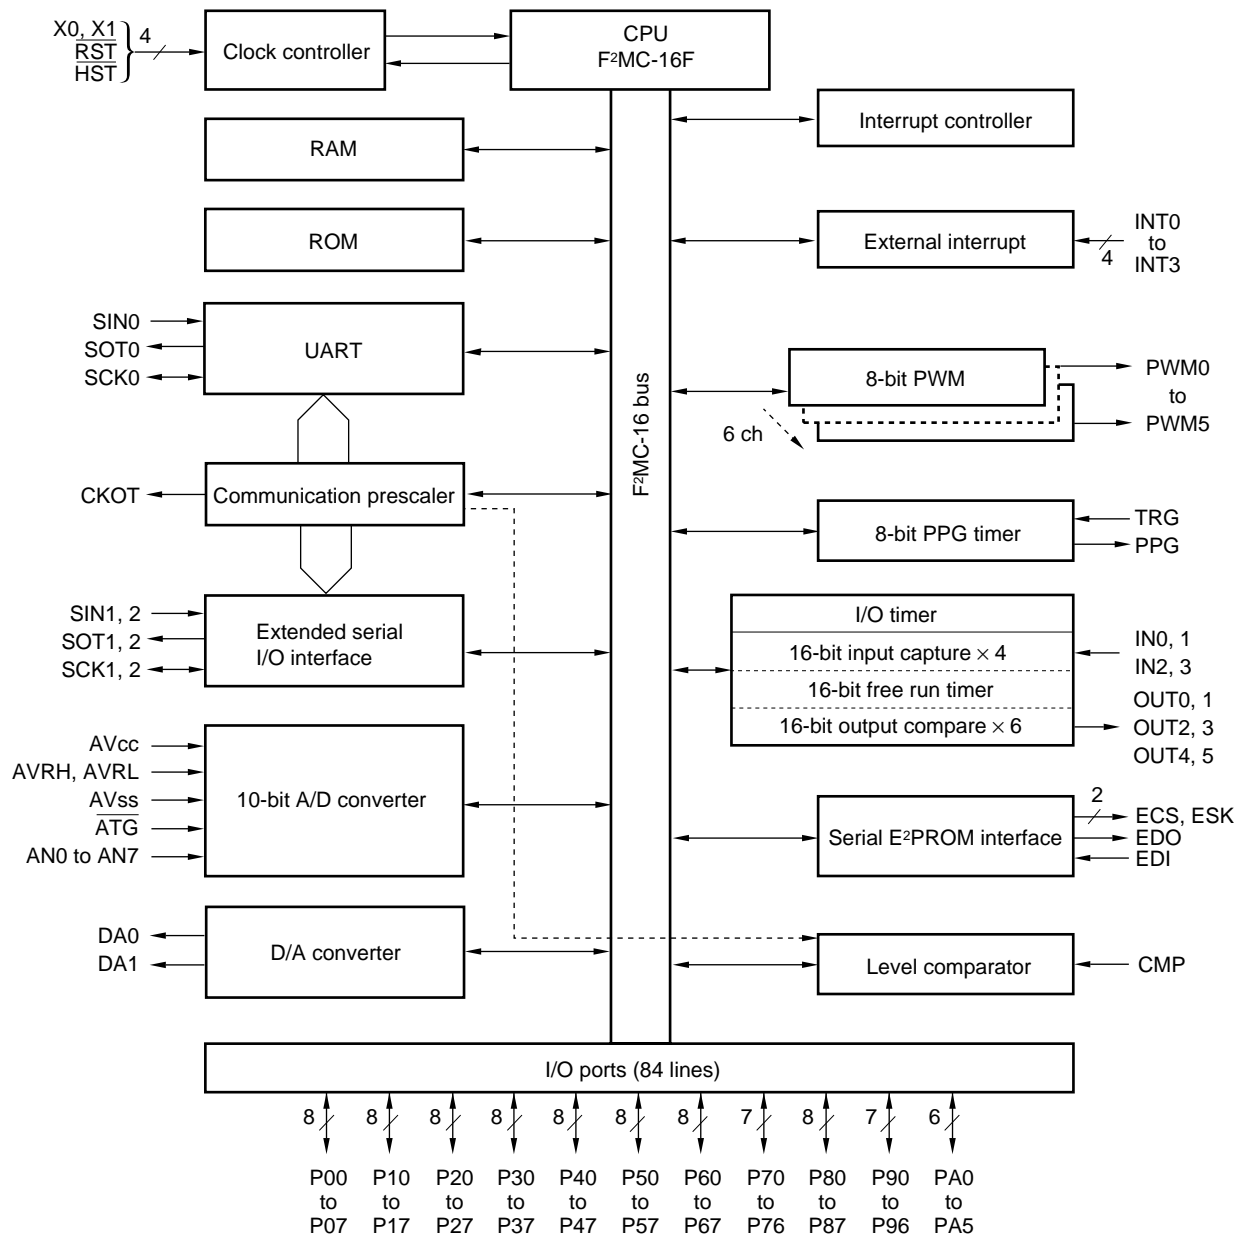 X0, X1
RST
HST
4
Clock controller
CPU
F²MC-16F
Interrupt controller
RAM
ROM
External interrupt
4
INT0
to
INT3
SIN0
SOT0
SCK0
UART
F²MC-16 bus
8-bit PWM
6 ch
PWM0
to
PWM5
CKOT
Communication prescaler
8-bit PPG timer
TRG
PPG
SIN1, 2
SOT1, 2
SCK1, 2
Extended serial
I/O interface
I/O timer
16-bit input capture × 4
16-bit free run timer
16-bit output compare × 6
IN0, 1
IN2, 3
OUT0, 1
OUT2, 3
OUT4, 5
AVcc
AVRH, AVRL
AVss
ATG
AN0 to AN7
10-bit A/D converter
Serial E²PROM interface
2
ECS, ESK
EDO
EDI
DA0
DA1
D/A converter
Level comparator
CMP
I/O ports (84 lines)
8 8 8 8 8 8 8 7 8 7 6
P00 P10 P20 P30 P40 P50 P60 P70 P80 P90 PA0
to to to to to to to to to to to
P07 P17 P27 P37 P47 P57 P67 P76 P87 P96 PA5